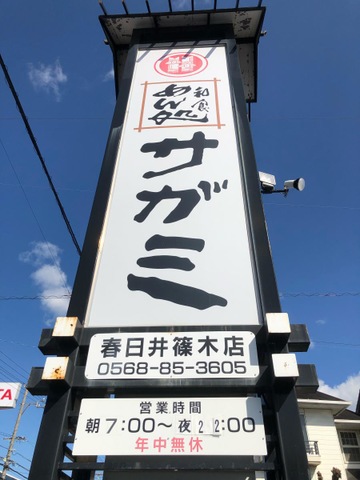 和食
めん処
サガミ
春日井篠木店
0568-85-3605
営業時間
朝7:00〜夜22:00
年中無休
TA